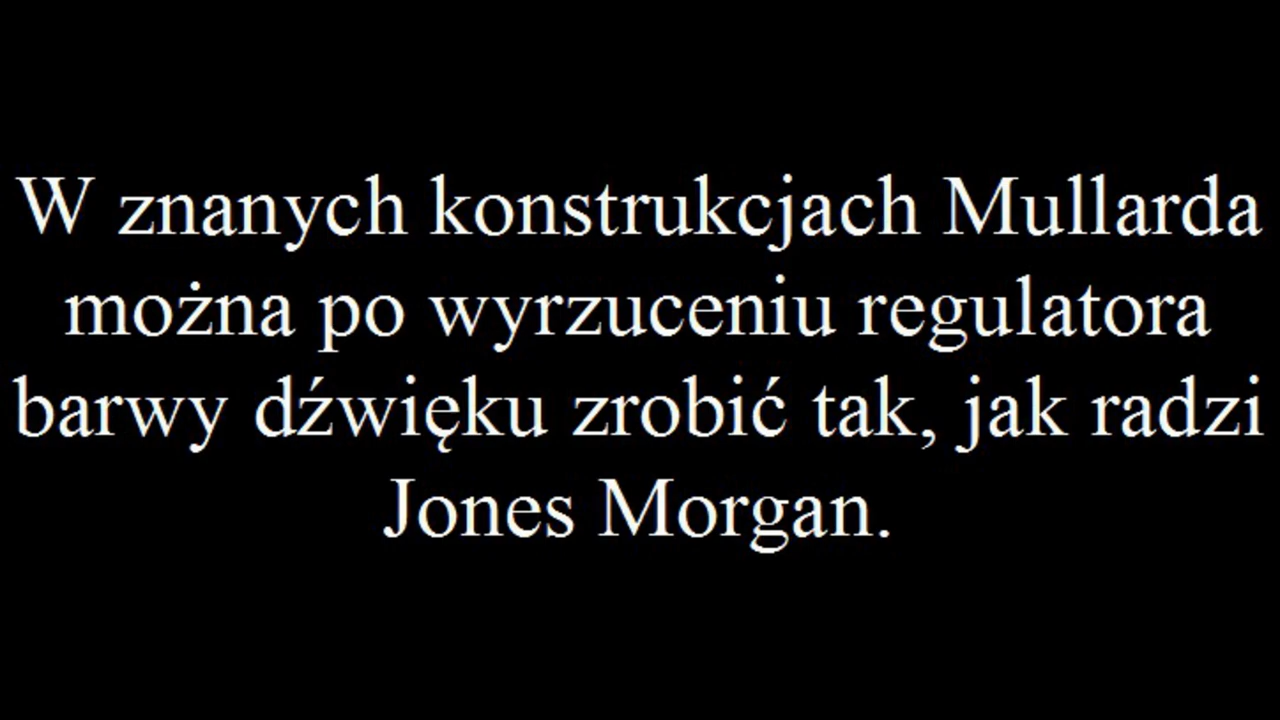 W znanych konstrukcjach Mullarda
można po wyrzuceniu regulatora
barwy dźwięku zrobić tak, jak radzi
Jones Morgan.